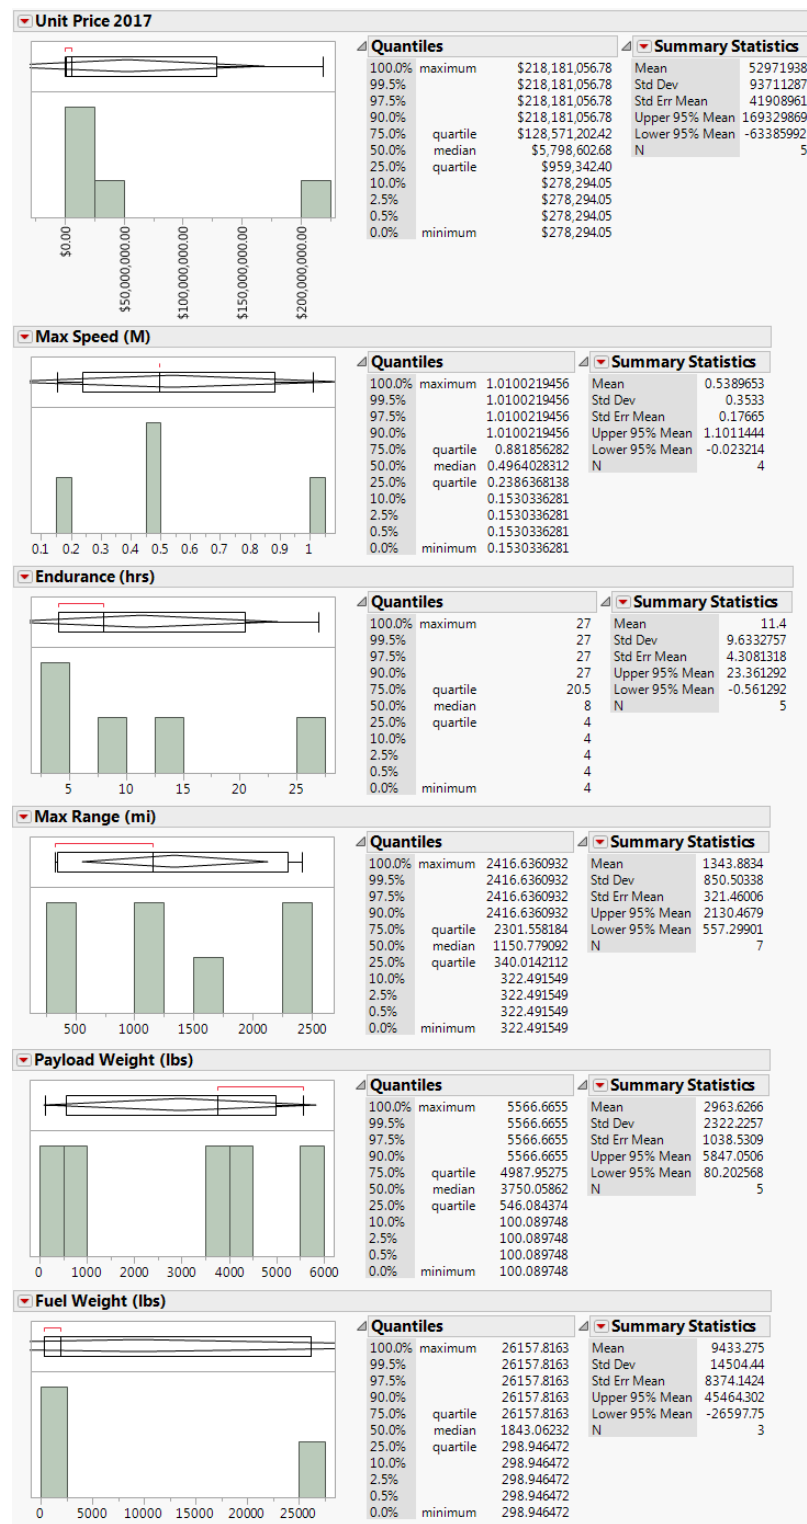 Unit Price 2017
Quantiles
100.0% maximum $218,181,056.78
99.5% $218,181,056.78
97.5% $218,181,056.78
90.0% $218,181,056.78
75.0% quartile $128,571,202.42
50.0% median $5,798,602.68
25.0% quartile $959,342.40
10.0% $278,294.05
2.5% $278,294.05
0.5% $278,294.05
0.0% minimum $278,294.05
Summary Statistics
Mean 52971938
Std Dev 93711287
Std Err Mean 41908961
Upper 95% Mean 169329869
Lower 95% Mean -63385992
N 5
$0.00 $50,000,000.00 $100,000,000.00 $150,000,000.00 $200,000,000.00
Max Speed (M)
Quantiles
100.0% maximum 1.0100219456
99.5% 1.0100219456
97.5% 1.0100219456
90.0% 1.0100219456
75.0% quartile 0.881856282
50.0% median 0.4964028312
25.0% quartile 0.2386368138
10.0% 0.1530336281
2.5% 0.1530336281
0.5% 0.1530336281
0.0% minimum 0.1530336281
Summary Statistics
Mean 0.5389653
Std Dev 0.3533
Std Err Mean 0.17665
Upper 95% Mean 1.1011444
Lower 95% Mean -0.023214
N 4
0.1 0.2 0.3 0.4 0.5 0.6 0.7 0.8 0.9 1
Endurance (hrs)
Quantiles
100.0% maximum 27
99.5% 27
97.5% 27
90.0% 27
75.0% quartile 20.5
50.0% median 8
25.0% quartile 4
10.0% 4
2.5% 4
0.5% 4
0.0% minimum 4
Summary Statistics
Mean 11.4
Std Dev 9.6332757
Std Err Mean 4.3081318
Upper 95% Mean 23.361292
Lower 95% Mean -0.561292
N 5
5 10 15 20 25
Max Range (mi)
Quantiles
100.0% maximum 2416.6360932
99.5% 2416.6360932
97.5% 2416.6360932
90.0% 2416.6360932
75.0% quartile 2301.558184
50.0% median 1150.779092
25.0% quartile 340.0142112
10.0% 322.491549
2.5% 322.491549
0.5% 322.491549
0.0% minimum 322.491549
Summary Statistics
Mean 1343.8834
Std Dev 850.50338
Std Err Mean 321.46006
Upper 95% Mean 2130.4679
Lower 95% Mean 557.29901
N 7
500 1000 1500 2000 2500
Payload Weight (lbs)
Quantiles
100.0% maximum 5566.6655
99.5% 5566.6655
97.5% 5566.6655
90.0% 5566.6655
75.0% quartile 4987.95275
50.0% median 3750.05862
25.0% quartile 546.084374
10.0% 100.089748
2.5% 100.089748
0.5% 100.089748
0.0% minimum 100.089748
Summary Statistics
Mean 2963.6266
Std Dev 2322.2257
Std Err Mean 1038.5309
Upper 95% Mean 5847.0506
Lower 95% Mean 80.202568
N 5
0 1000 2000 3000 4000 5000 6000
Fuel Weight (lbs)
Quantiles
100.0% maximum 26157.8163
99.5% 26157.8163
97.5% 26157.8163
90.0% 26157.8163
75.0% quartile 26157.8163
50.0% median 1843.06232
25.0% quartile 298.946472
10.0% 298.946472
2.5% 298.946472
0.5% 298.946472
0.0% minimum 298.946472
Summary Statistics
Mean 9433.275
Std Dev 14504.44
Std Err Mean 8374.1424
Upper 95% Mean 45464.302
Lower 95% Mean -26597.75
N 3
0 5000 10000 15000 20000 25000